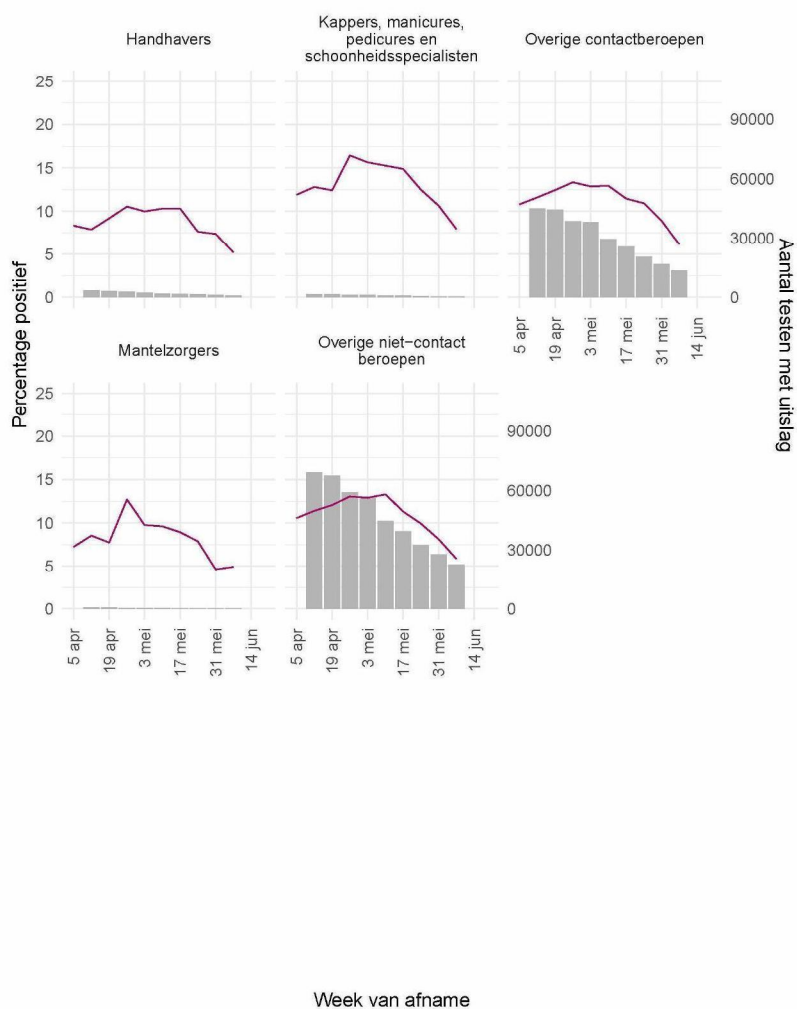 Handhavers
Kappers, manicures,
pedicures en
schoonheidsspecialisten
Overige contactberoepen
25
20
15
10
5
0
90000
60000
30000
0
5 apr
19 apr
3 mei
17 mei
31 mei
14 jun
Percentage positief
Aantal testen met uitslag
Mantelzorgers
Overige niet−contact
beroepen
25
20
15
10
5
0
90000
60000
30000
0
5 apr
19 apr
3 mei
17 mei
31 mei
14 jun
5 apr
19 apr
3 mei
17 mei
31 mei
14 jun
Week van afname